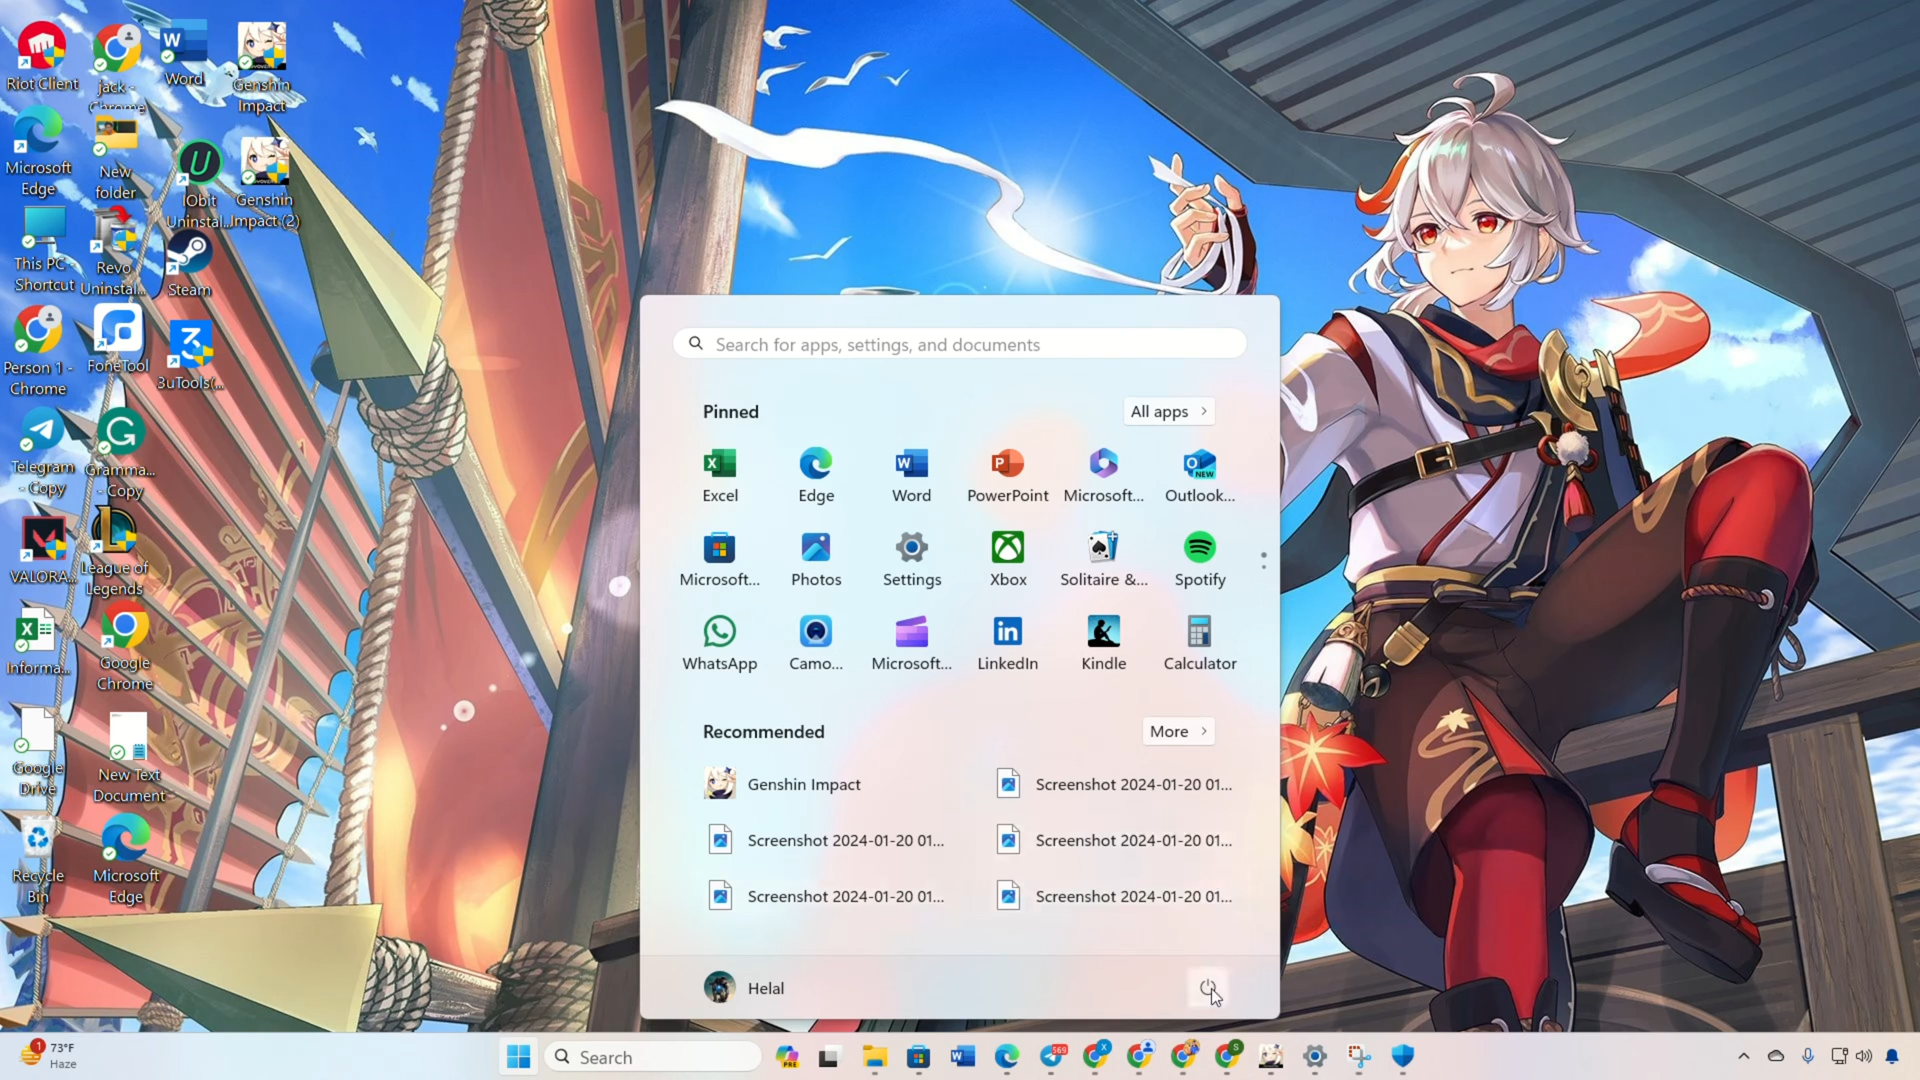 Riot Client
jack -
Chrome
Word
Genshin
Impact
Microsoft
Edge
New
folder
IObit
Uninstal...
Genshin
Impact (2)
This PC -
Shortcut
Revo
Uninstal...
Steam
Person 1 -
Chrome
FoneTool
3uTools(...
Telegram
- Copy
Gramma...
- Copy
VALORA...
League of
Legends
Informa...
Google
Chrome
Google
Drive
New Text
Document
Recycle
Bin
Microsoft
Edge
Search for apps, settings, and documents
Pinned
All apps
Excel
Edge
Word
PowerPoint
Microsoft...
Outlook...
NEW
Microsoft...
Photos
Settings
Xbox
Solitaire &...
Spotify
WhatsApp
Camo...
Microsoft...
LinkedIn
Kindle
Calculator
Recommended
More
Genshin Impact
Screenshot 2024-01-20 01...
Screenshot 2024-01-20 01...
Screenshot 2024-01-20 01...
Screenshot 2024-01-20 01...
Screenshot 2024-01-20 01...
Helal
1
73°F
Haze
Search
PRE
569
X
S